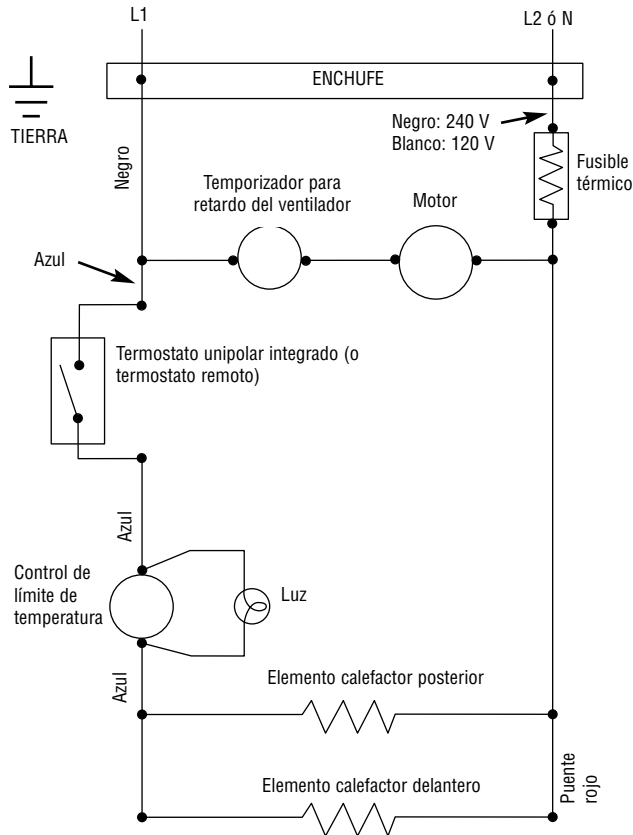 L1
L2 ó N
ENCHUFE
TIERRA
Negro: 240 V
Blanco: 120 V
Fusible
térmico
Negro
Temporizador para
retardo del ventilador
Motor
Azul
Termostato unipolar integrado (o
termostato remoto)
Azul
Control de
límite de
temperatura
Luz
Azul
Elemento calefactor posterior
Elemento calefactor delantero
Puente
rojo